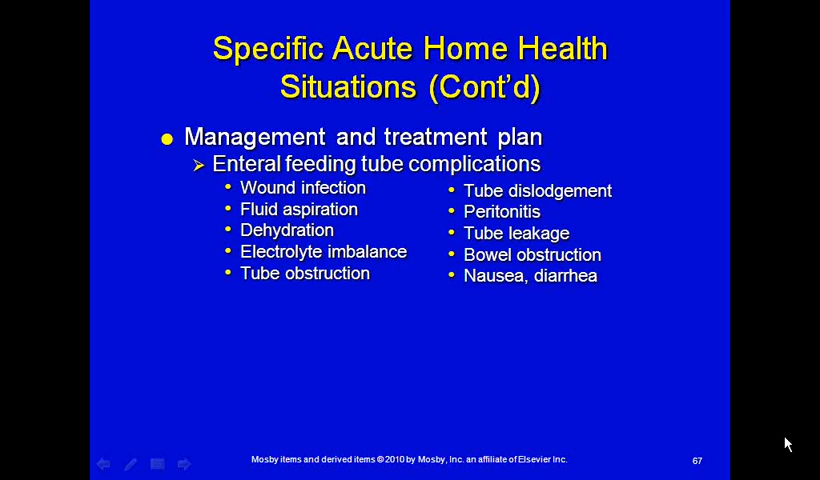 Specific Acute Home Health
Situations (Cont’d)
Management and treatment plan
Enteral feeding tube complications
Wound infection
Fluid aspiration
Dehydration
Electrolyte imbalance
Tube obstruction
Tube dislodgement
Peritonitis
Tube leakage
Bowel obstruction
Nausea, diarrhea
Mosby items and derived items © 2010 by Mosby, Inc. an affiliate of Elsevier Inc.
67